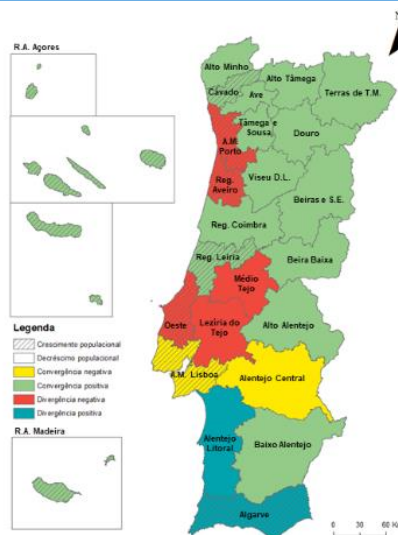 N
R.A. Açores
Alto Minho
Cávado
Ave
Alto Tâmega
Terras de T.M.
Tâmega e
Sousa
Douro
A.M.
Porto
Reg.
Aveiro
Viseu D.L.
Beiras e S.E.
Reg. Coimbra
Reg. Leiria
Beira Baixa
Médio
Tejo
Oeste
Lezíria do
Tejo
Alto Alentejo
A.M. Lisboa
Alentejo Central
Alentejo
Litoral
Baixo Alentejo
Algarve
Legenda
Crescimento populacional
Decréscimo populacional
Convergência negativa
Convergência positiva
Divergência negativa
Divergência positiva
R.A. Madeira
0 30 60